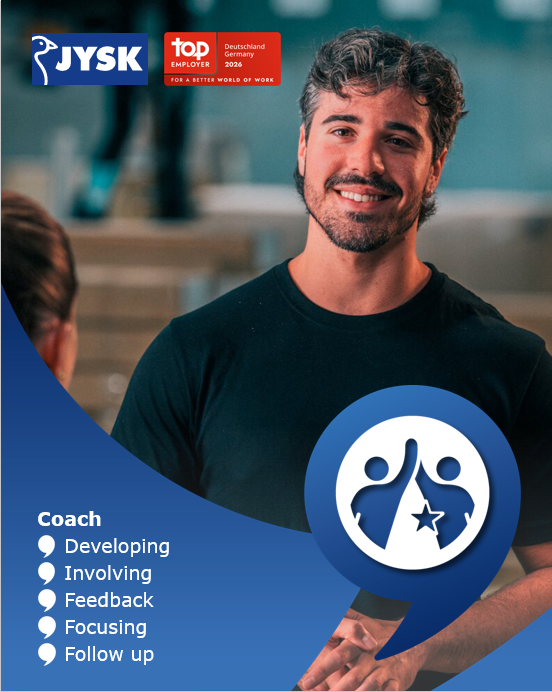 JYSK
top
EMPLOYER
Deutschland
Germany
2026
FOR A BETTER WORLD OF WORK
Coach
Developing
Involving
Feedback
Focusing
Follow up